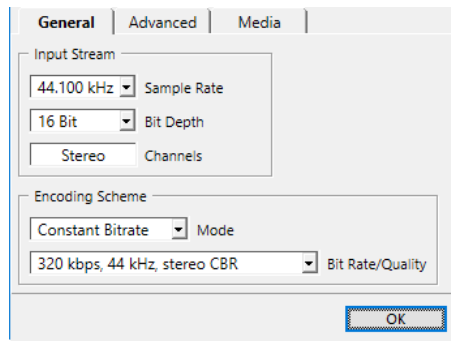 General Advanced Media
Input Stream
44.100 kHz Sample Rate
16 Bit Bit Depth
Stereo Channels
Encoding Scheme
Constant Bitrate Mode
320 kbps, 44 kHz, stereo CBR Bit Rate/Quality
OK